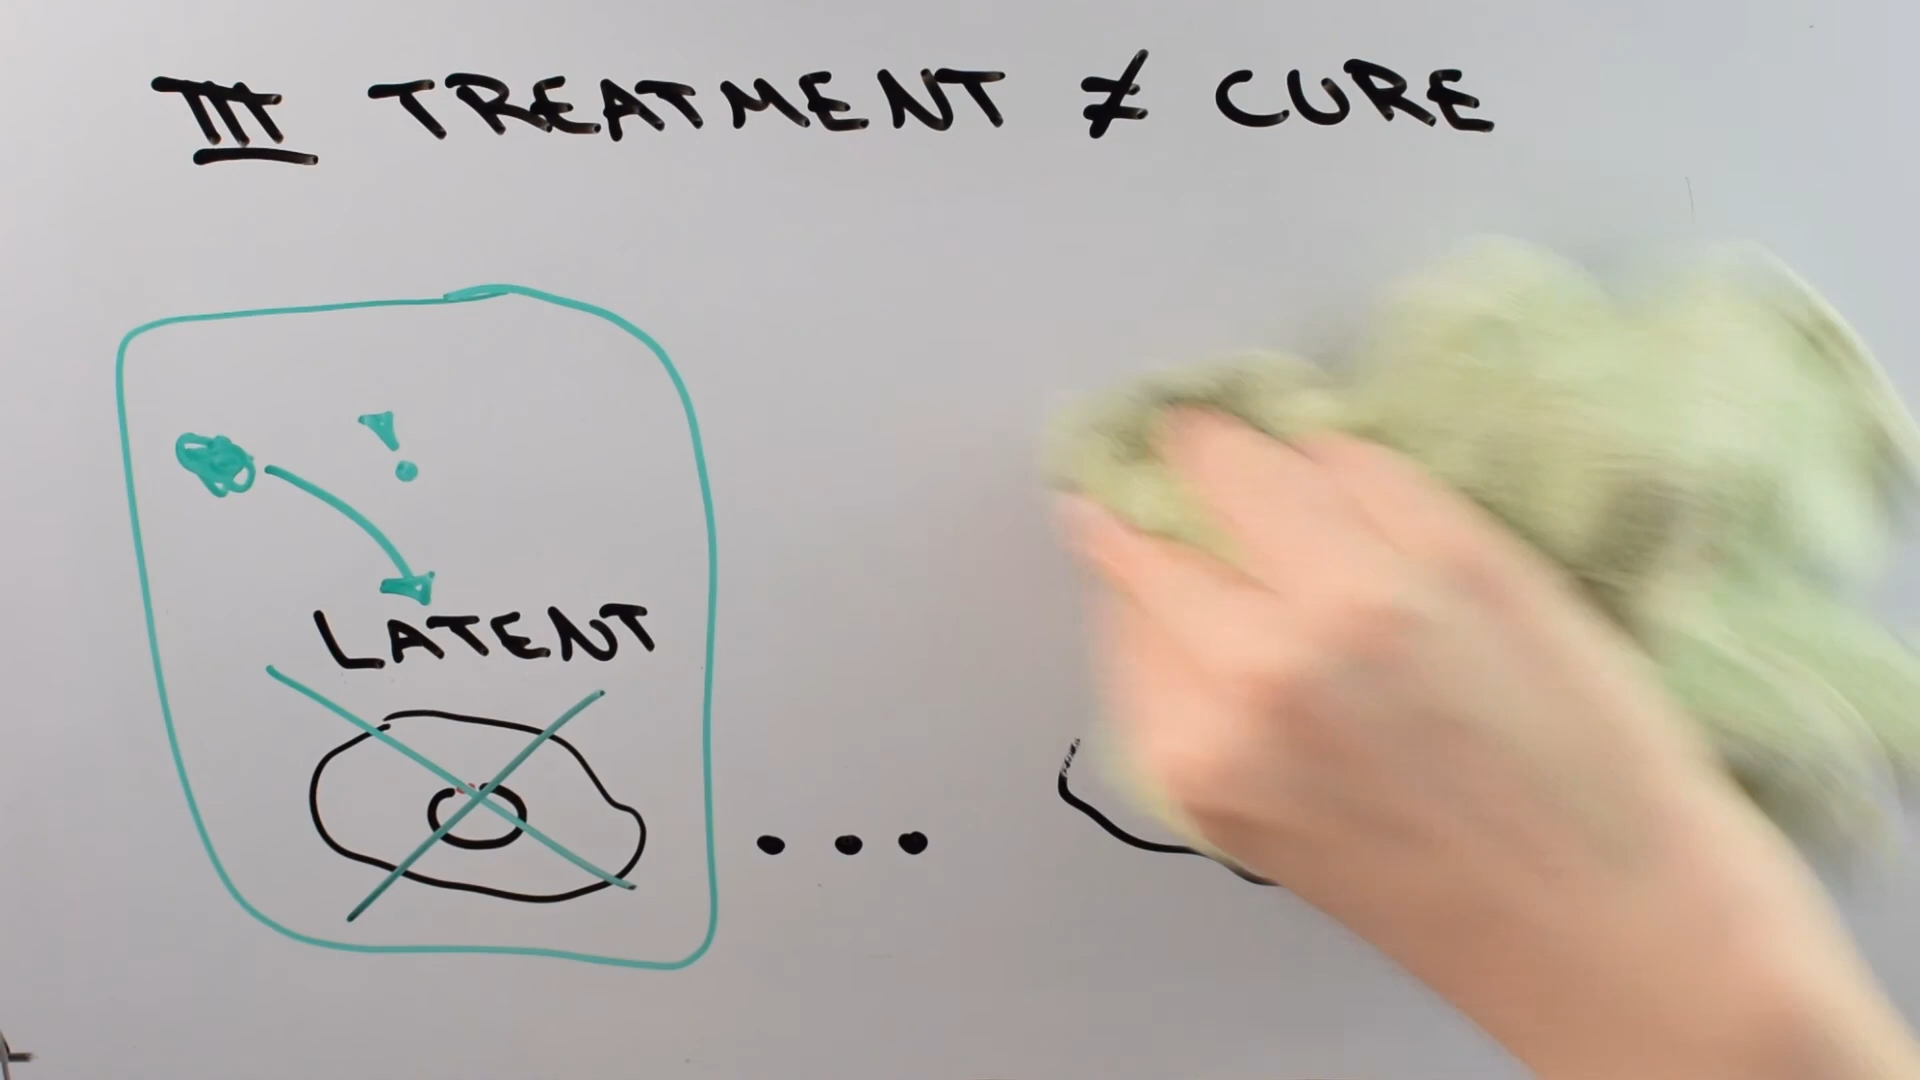 III TREATMENT ≠ CURE
!
LATENT
...